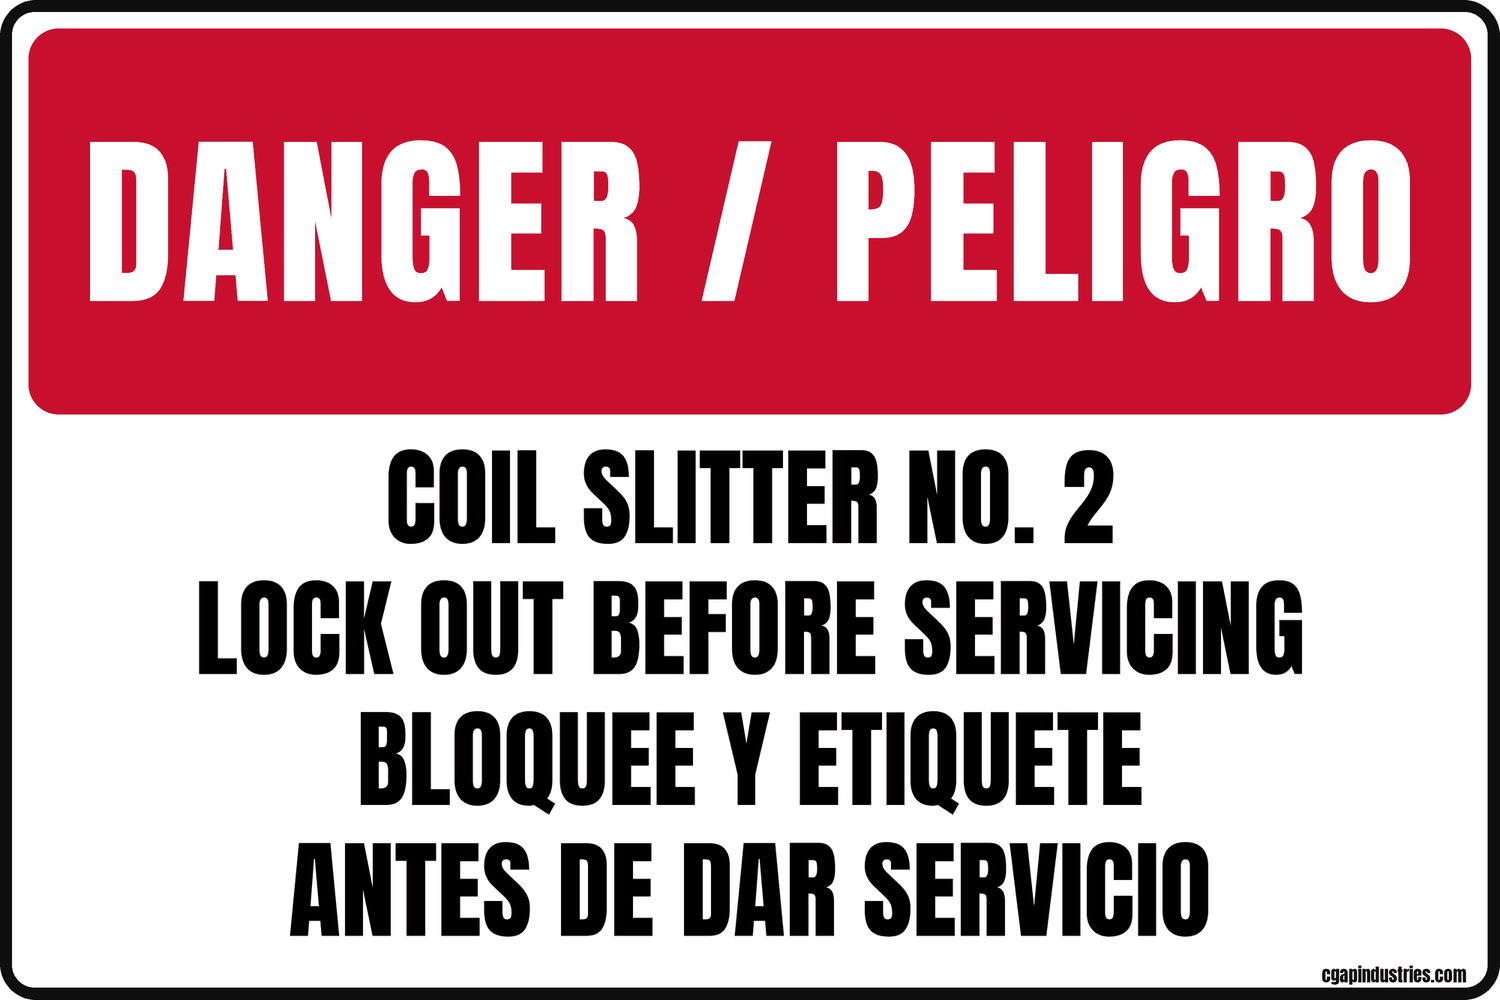 DANGER / PELIGRO
COIL SLITTER NO. 2
LOCK OUT BEFORE SERVICING
BLOQUEE Y ETIQUETE
ANTES DE DAR SERVICIO
cgapindustries.com